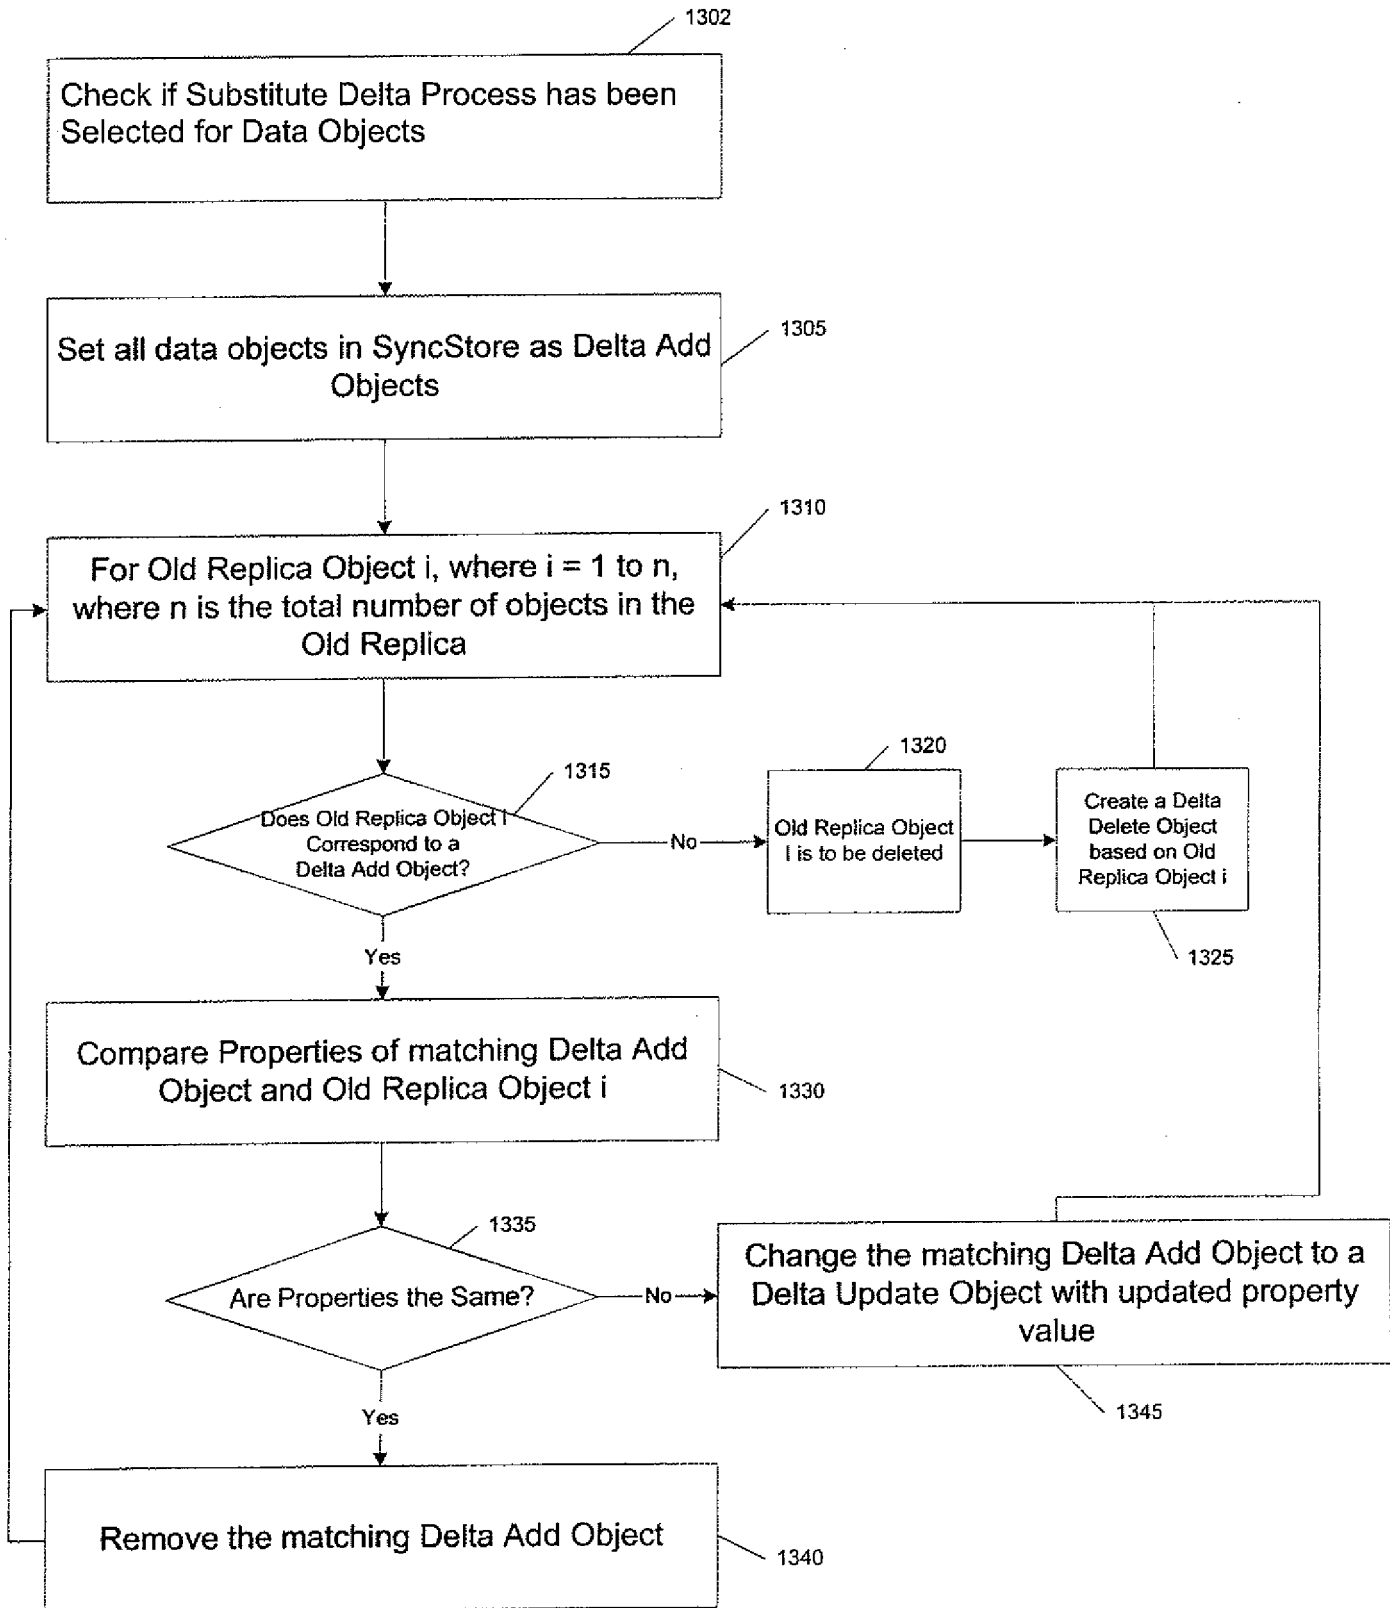 1302
Check if Substitute Delta Process has been
Selected for Data Objects
1305
Set all data objects in SyncStore as Delta Add
Objects
1310
For Old Replica Object i, where i = 1 to n,
where n is the total number of objects in the
Old Replica
1315
Does Old Replica Object I
Correspond to a
Delta Add Object?
No
1320
Old Replica Object
I is to be deleted
Create a Delta
Delete Object
based on Old
Replica Object i
1325
Yes
Compare Properties of matching Delta Add
Object and Old Replica Object i
1330
1335
Are Properties the Same?
No
Change the matching Delta Add Object to a
Delta Update Object with updated property
value
1345
Yes
Remove the matching Delta Add Object
1340